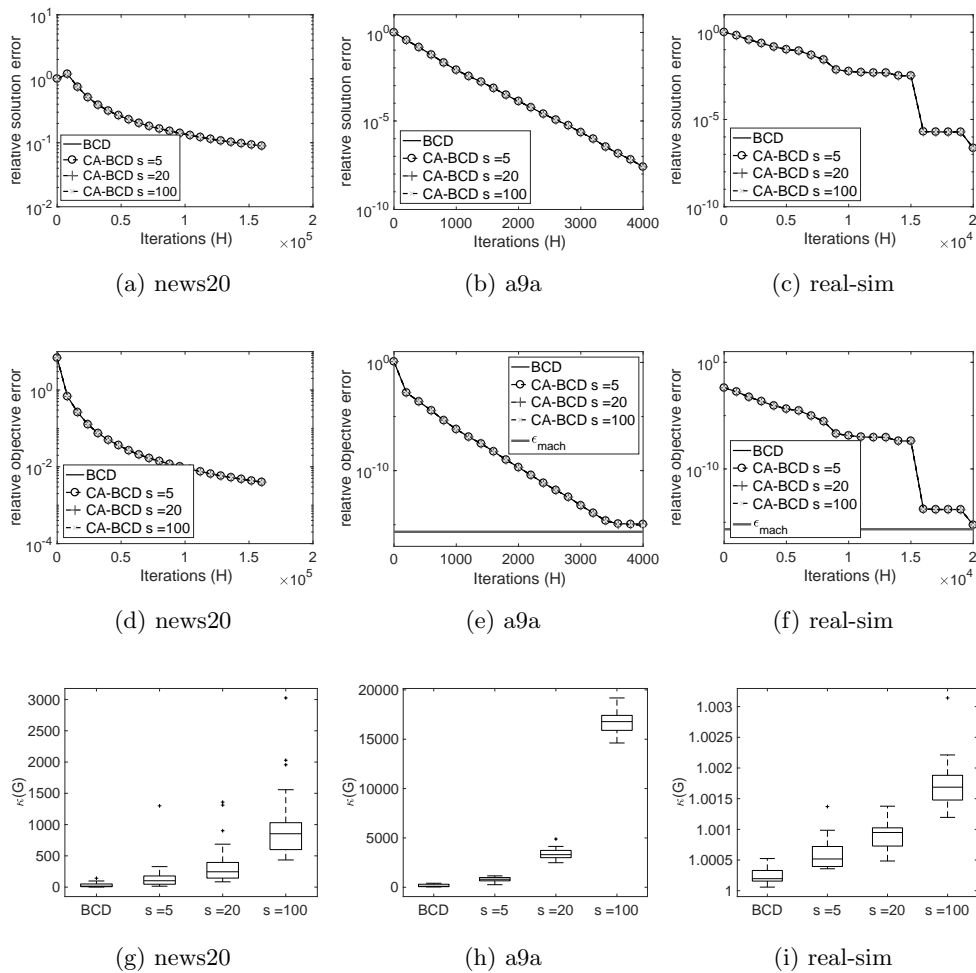 relative solution error
10^1
10^0
10^-1
10^-2
BCD
CA-BCD s =5
CA-BCD s =20
CA-BCD s =100
0 0.5 1 1.5 2
Iterations (H) ×10^5
(a) news20
relative solution error
10^0
10^-5
10^-10
BCD
CA-BCD s =5
CA-BCD s =20
CA-BCD s =100
0 1000 2000 3000 4000
Iterations (H)
(b) a9a
relative solution error
10^0
10^-5
10^-10
BCD
CA-BCD s =5
CA-BCD s =20
CA-BCD s =100
0 0.5 1 1.5 2
Iterations (H) ×10^4
(c) real-sim
relative objective error
10^0
10^-2
10^-4
BCD
CA-BCD s =5
CA-BCD s =20
CA-BCD s =100
0 0.5 1 1.5 2
Iterations (H) ×10^5
(d) news20
relative objective error
10^0
10^-10
BCD
CA-BCD s =5
CA-BCD s =20
CA-BCD s =100
ϵ_mach
0 1000 2000 3000 4000
Iterations (H)
(e) a9a
relative objective error
10^0
10^-10
BCD
CA-BCD s =5
CA-BCD s =20
CA-BCD s =100
ϵ_mach
0 0.5 1 1.5 2
Iterations (H) ×10^4
(f) real-sim
κ(G)
3000
2500
2000
1500
1000
500
0
BCD s =5 s =20 s =100
(g) news20
κ(G)
20000
15000
10000
5000
0
BCD s =5 s =20 s =100
(h) a9a
κ(G)
1.003
1.0025
1.002
1.0015
1.001
1.0005
1
BCD s =5 s =20 s =100
(i) real-sim